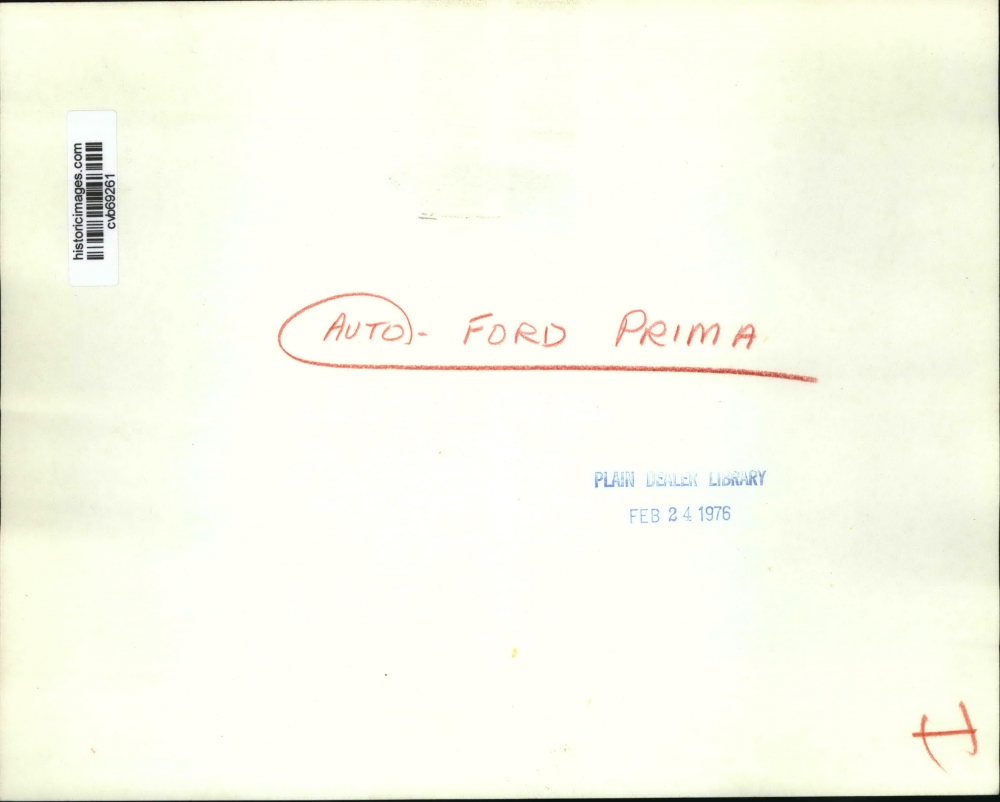 historicimages.com
cvb69261
AUTO - FORD PRIMA
PLAIN DEALER LIBRARY
FEB 24 1976